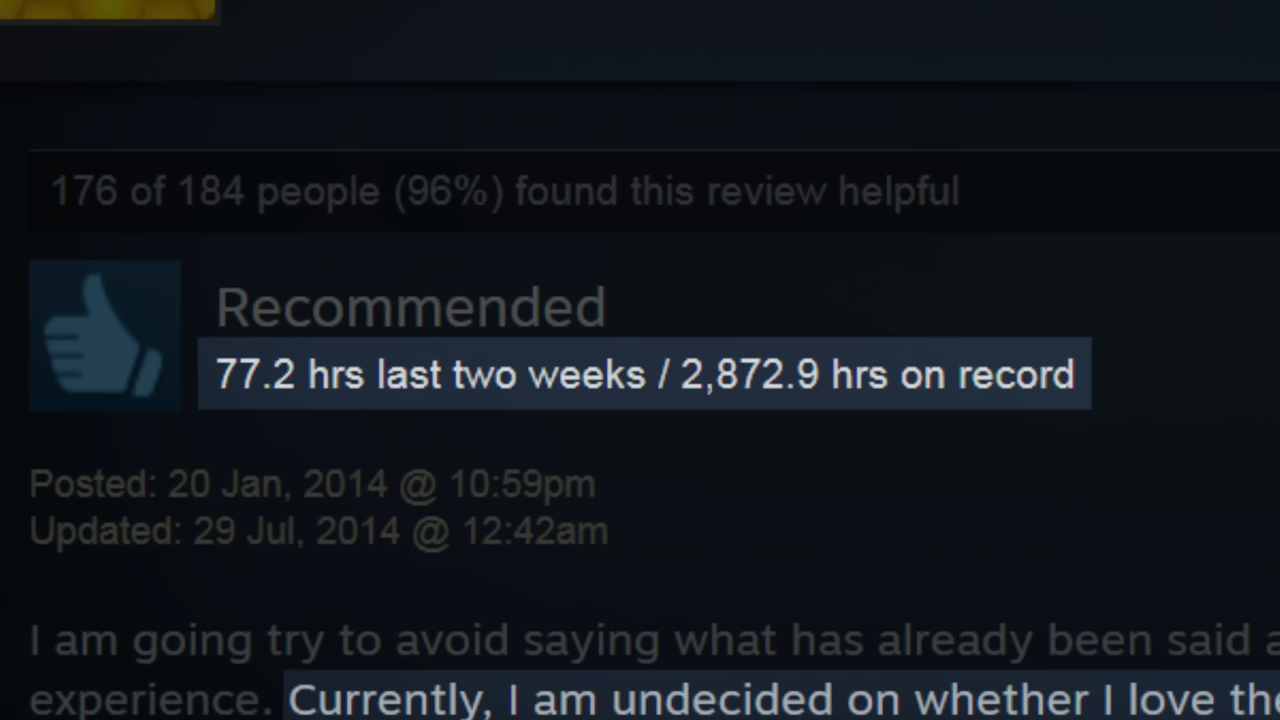 176 of 184 people (96%) found this review helpful
Recommended
77.2 hrs last two weeks / 2,872.9 hrs on record
Posted: 20 Jan, 2014 @ 10:59pm
Updated: 29 Jul, 2014 @ 12:42am
I am going try to avoid saying what has already been said
experience. Currently, I am undecided on whether I love